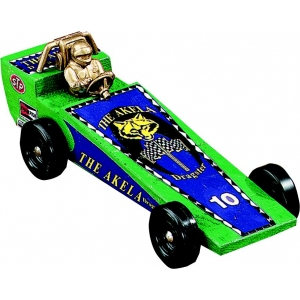 STP
THE AKELA
Dragster
10
THE AKELA